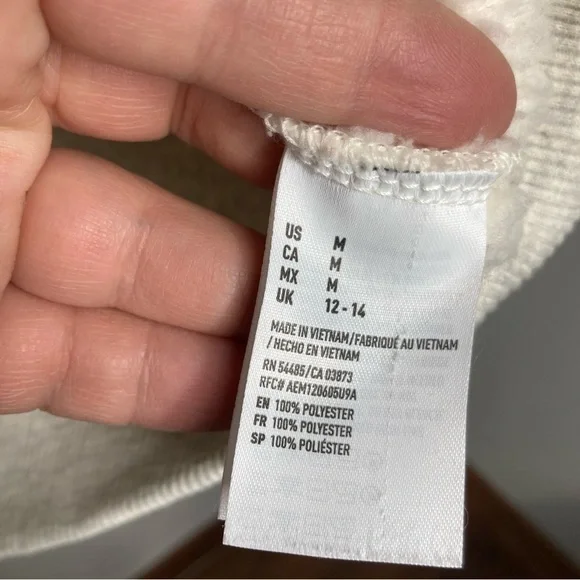 US M
CA M
MX M
UK 12 - 14
MADE IN VIETNAM/FABRIQUÉ AU VIETNAM
/ HECHO EN VIETNAM
RN 54485/CA 03873
RFC# AEM120605U9A
EN 100% POLYESTER
FR 100% POLYESTER
SP 100% POLIÉSTER